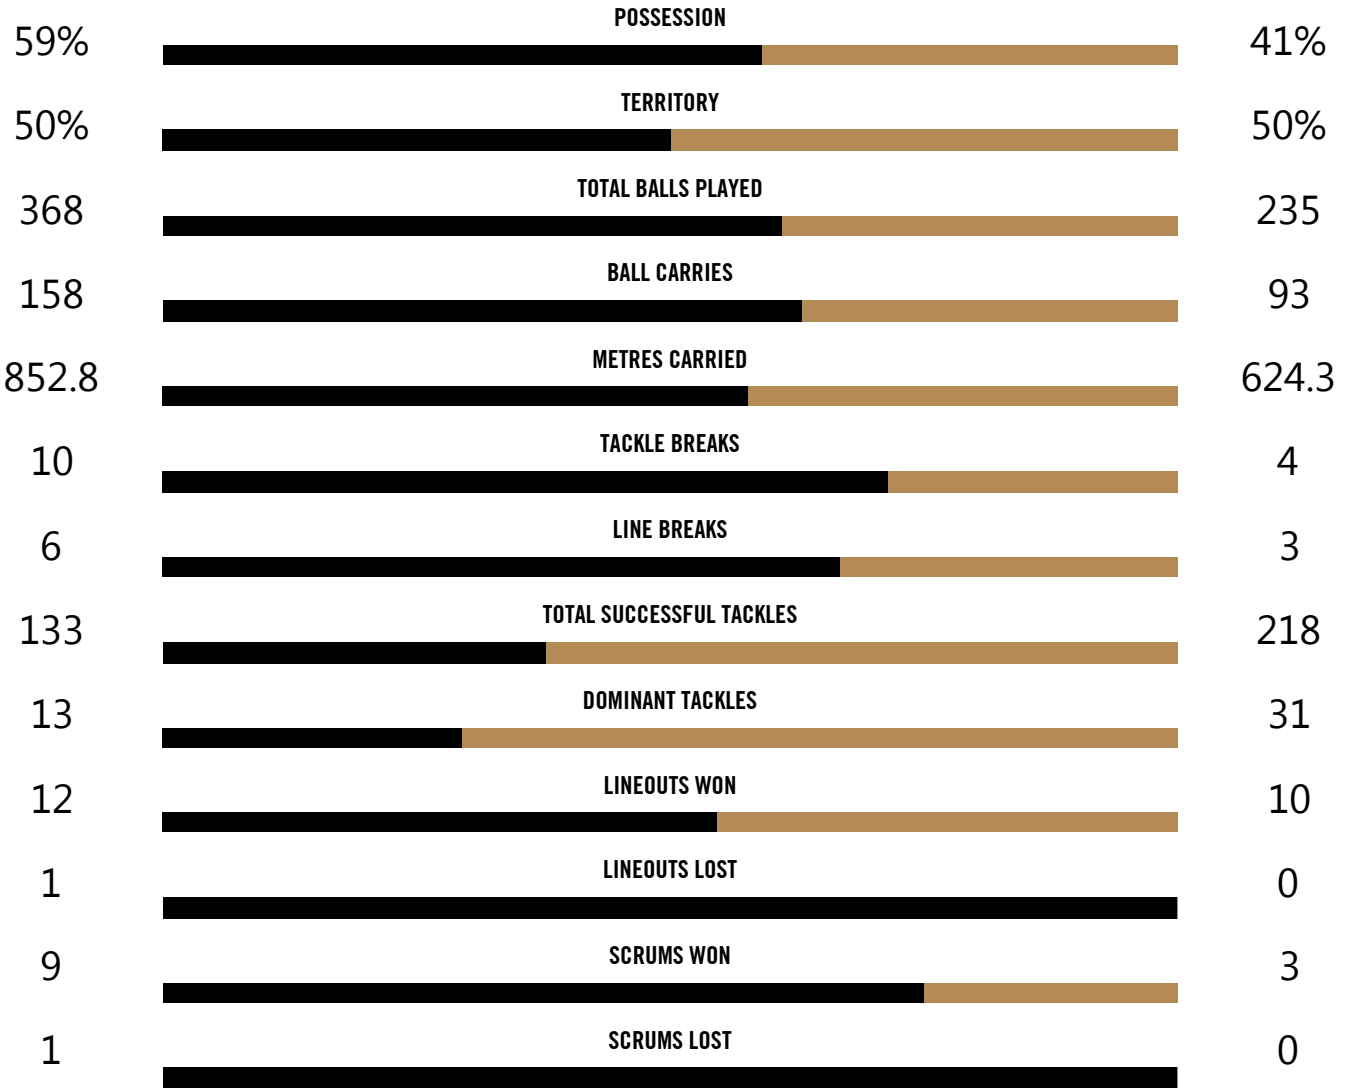 POSSESSION
59%
41%
TERRITORY
50%
50%
TOTAL BALLS PLAYED
368
235
BALL CARRIES
158
93
METRES CARRIED
852.8
624.3
TACKLE BREAKS
10
4
LINE BREAKS
6
3
TOTAL SUCCESSFUL TACKLES
133
218
DOMINANT TACKLES
13
31
LINEOUTS WON
12
10
LINEOUTS LOST
1
0
SCRUMS WON
9
3
SCRUMS LOST
1
0